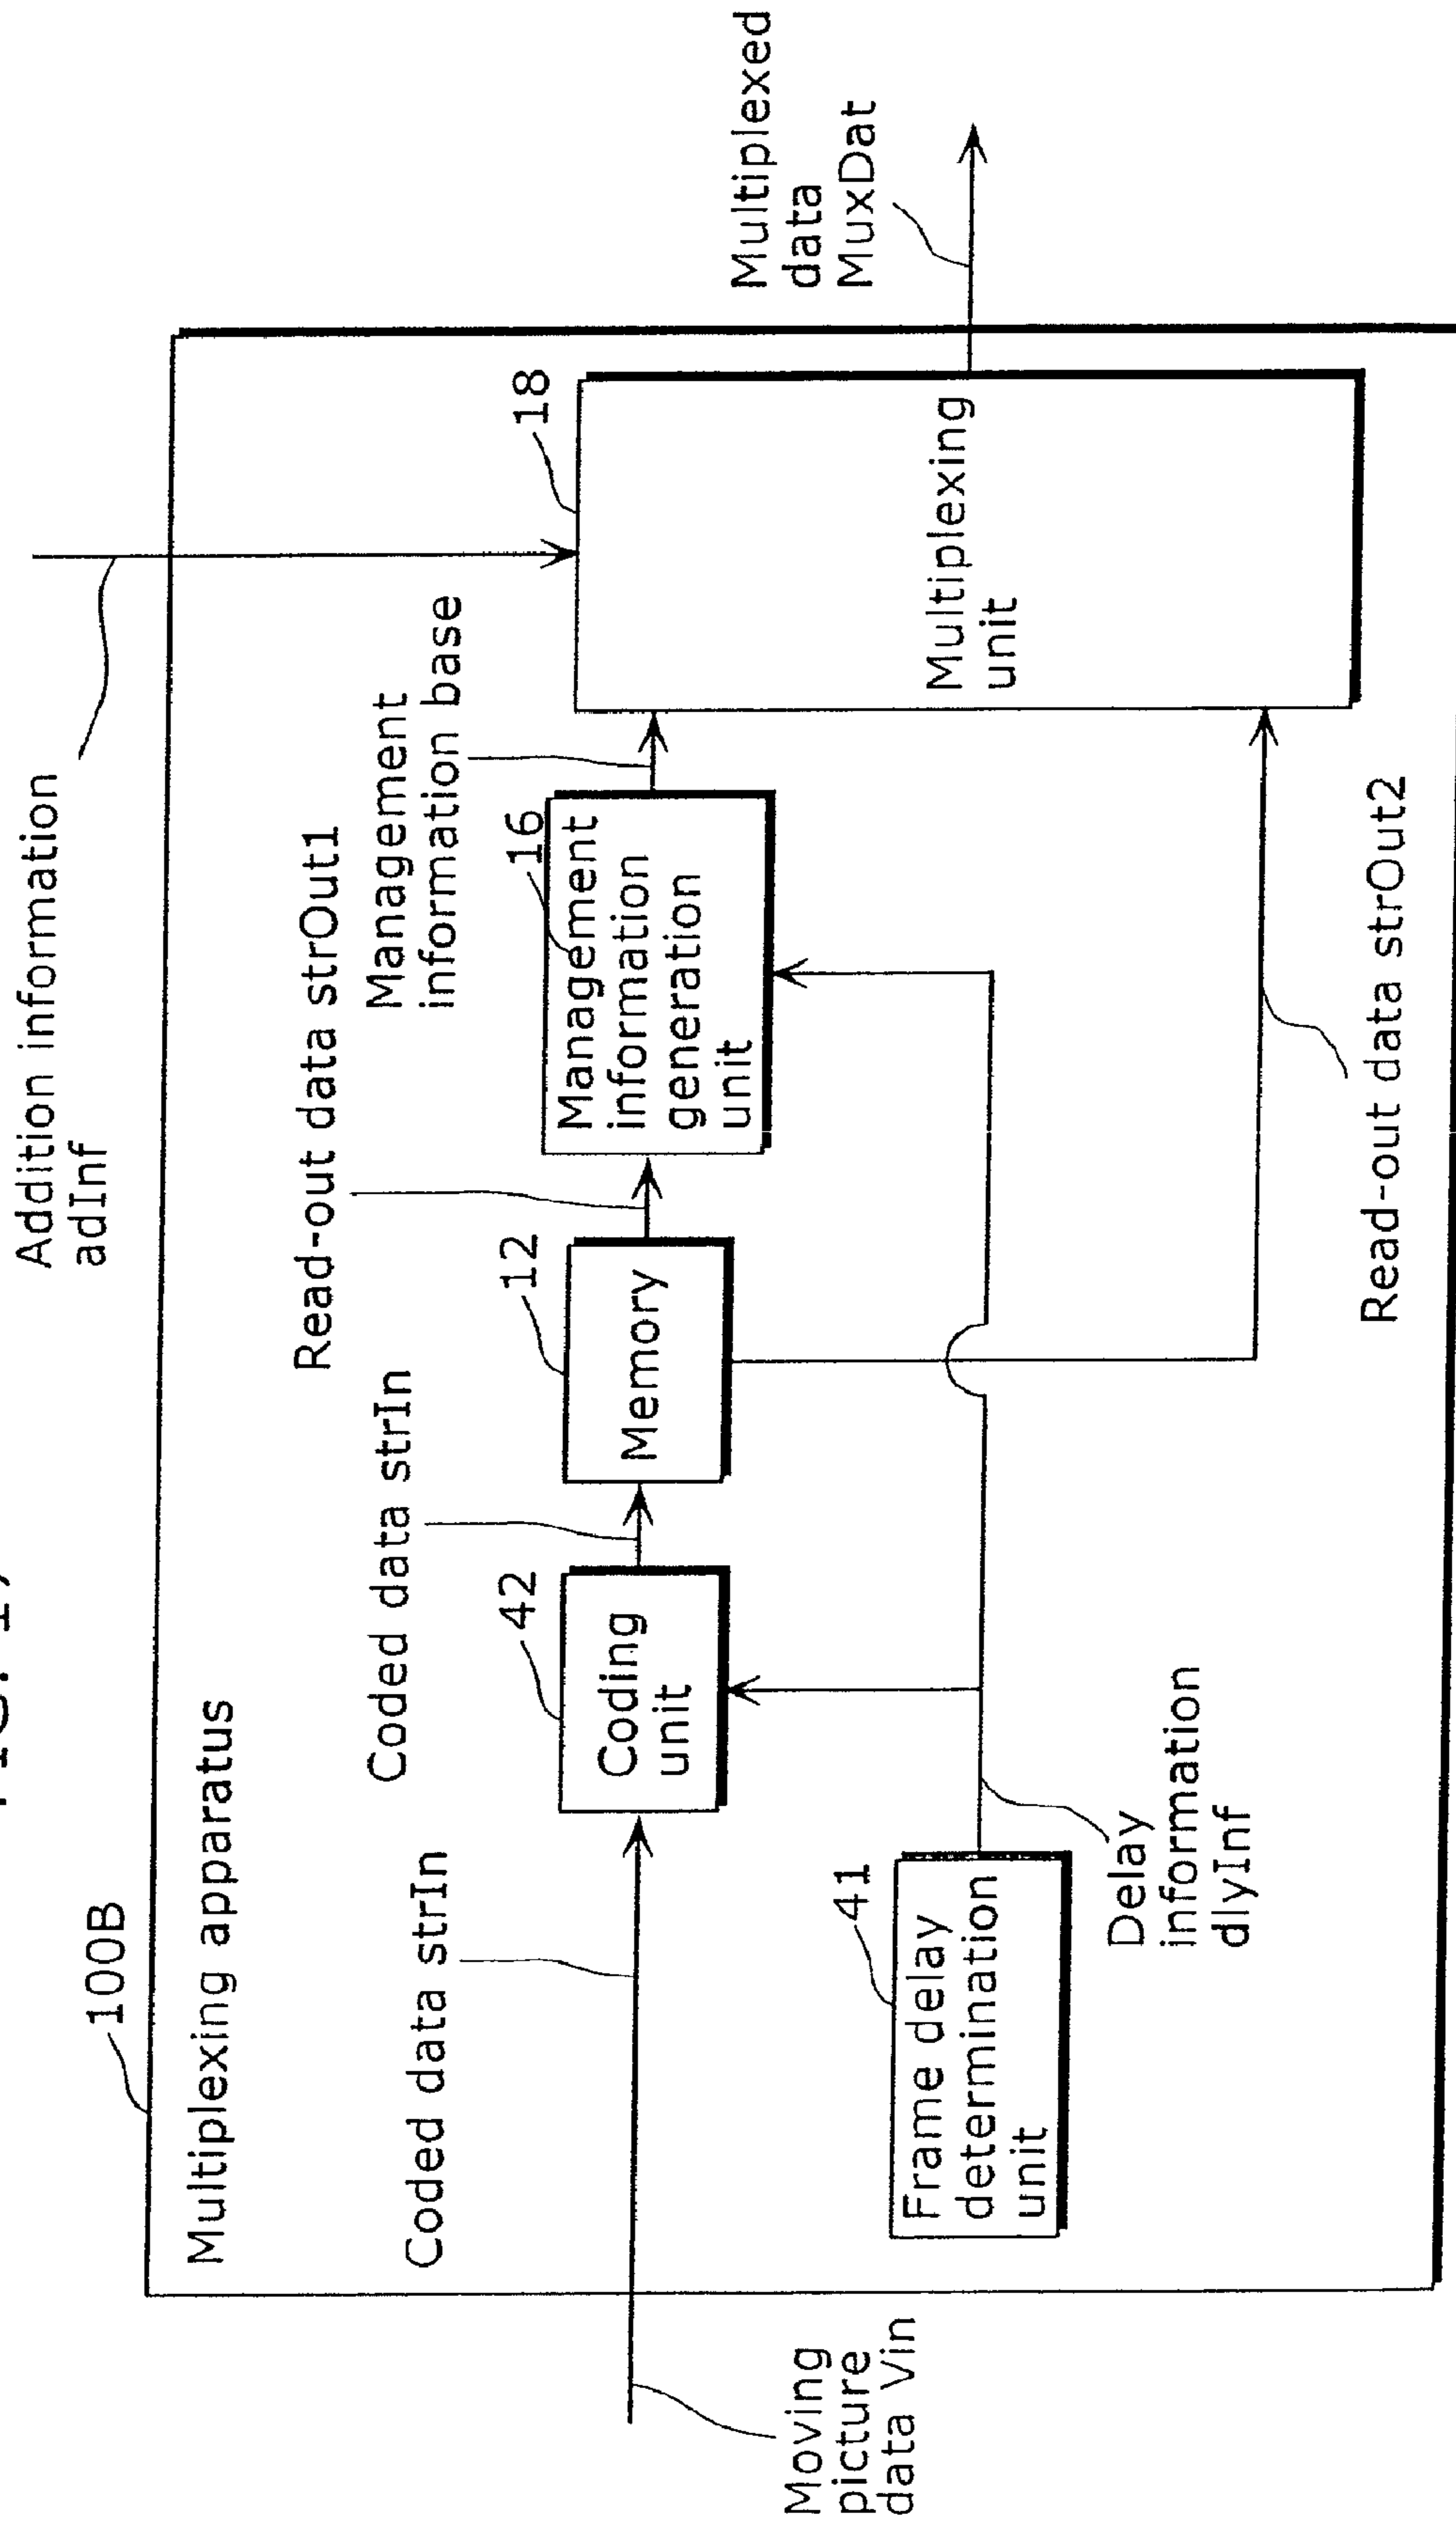 100B
Multiplexing apparatus
Addition information
adInf
Coded data strIn
Coded data strIn
Read-out data strOut1
Management
information base
Moving
picture
data Vin
42
Coding
unit
12
Memory
16
Management
information
generation
unit
18
Multiplexing
unit
Multiplexed
data
MuxDat
41
Frame delay
determination
unit
Delay
information
dlyInf
Read-out data strOut2